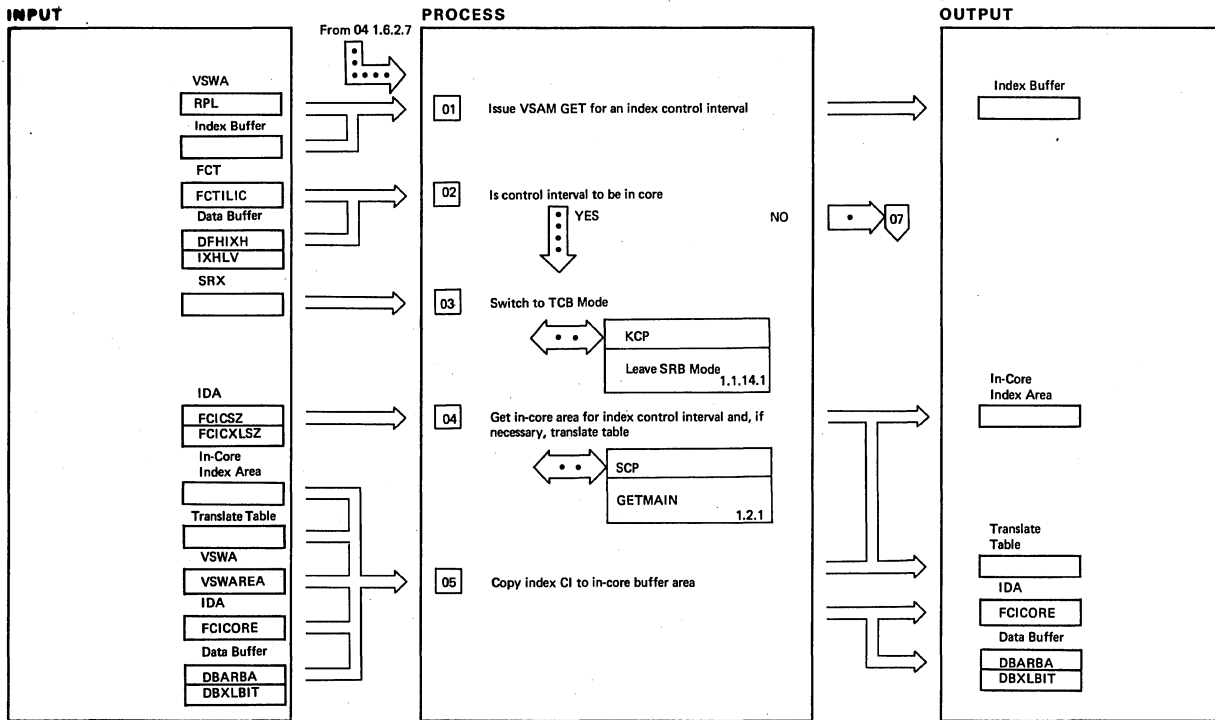 INPUT
PROCESS
OUTPUT
From 04 1.6.2.7
VSWA
RPL
Index Buffer
01 Issue VSAM GET for an index control interval
Index Buffer
FCT
FCTILIC
Data Buffer
DFHIXH
IXHLV
02 Is control interval to be in core
YES
NO
07
SRX
03 Switch to TCB Mode
KCP
Leave SRB Mode
1.1.14.1
IDA
FCICSZ
FCICXLSZ
04 Get in-core area for index control interval and, if
necessary, translate table
SCP
GETMAIN
1.2.1
In-Core
Index Area
In-Core
Index Area
Translate Table
VSWA
VSWAREA
IDA
FCICORE
Data Buffer
DBARBA
DBXLBIT
05 Copy index CI to in-core buffer area
Translate
Table
IDA
FCICORE
Data Buffer
DBARBA
DBXLBIT